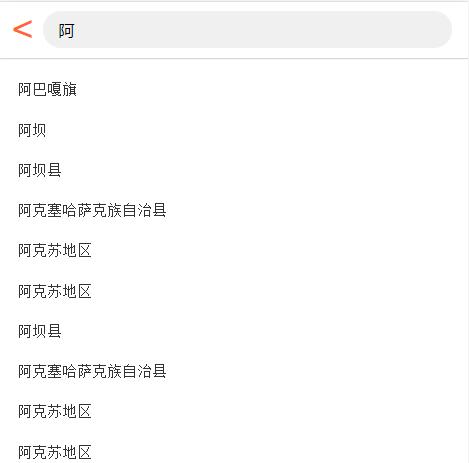 阿
阿巴嘎旗
阿坝
阿坝县
阿克塞哈萨克族自治县
阿克苏地区
阿克苏地区
阿坝县
阿克塞哈萨克族自治县
阿克苏地区
阿克苏地区